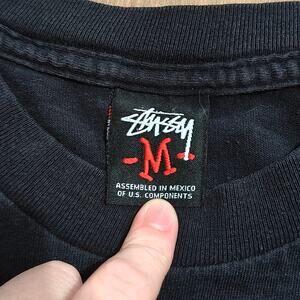 Stüssy
-M-
ASSEMBLED IN MEXICO
OF U.S. COMPONENTS